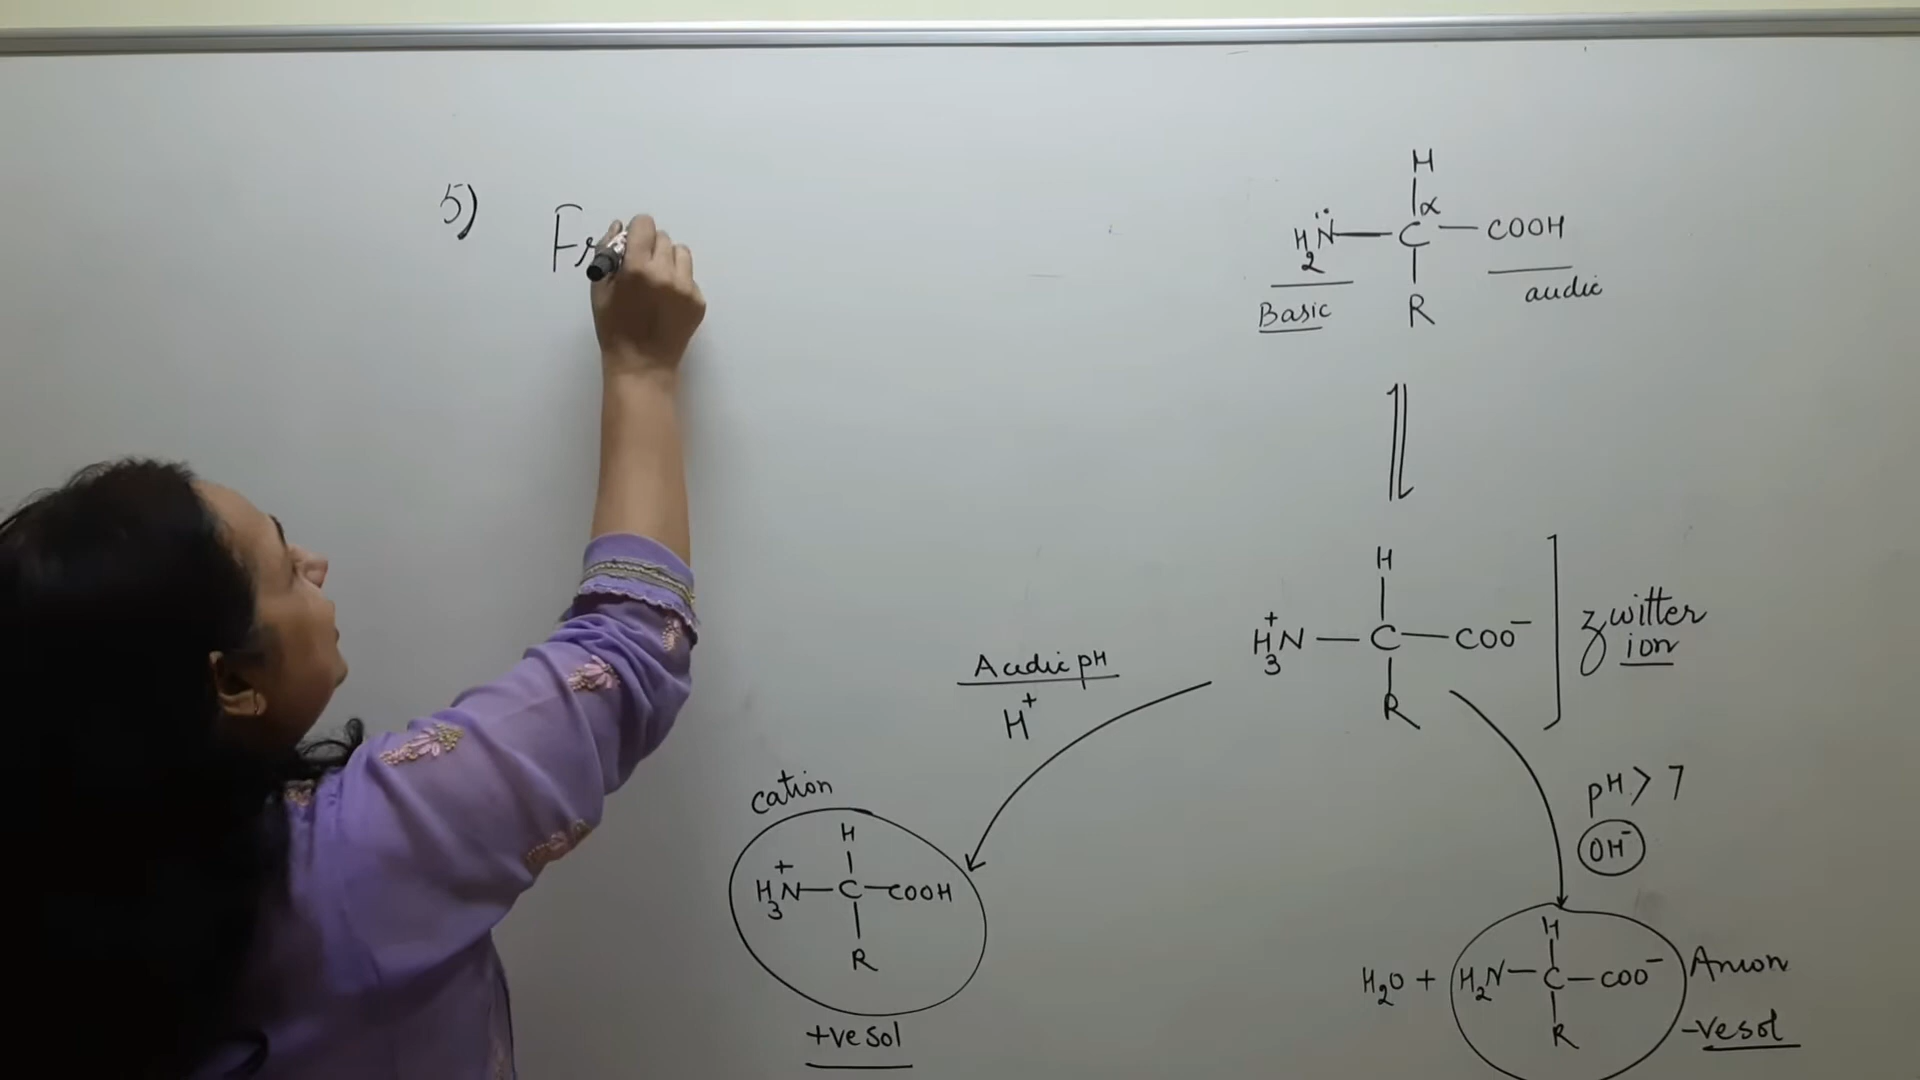 5) Fr
H
α
H2N̈ — C — COOH
Basic
R
acidic
H
H3N+ — C — COO-
R
zwitter
ion
Acidic pH
H+
pH > 7
OH-
cation
H
H3N+ — C — COOH
R
+ve sol
H
H2O + H2N — C — COO-
R
Anion
-ve sol